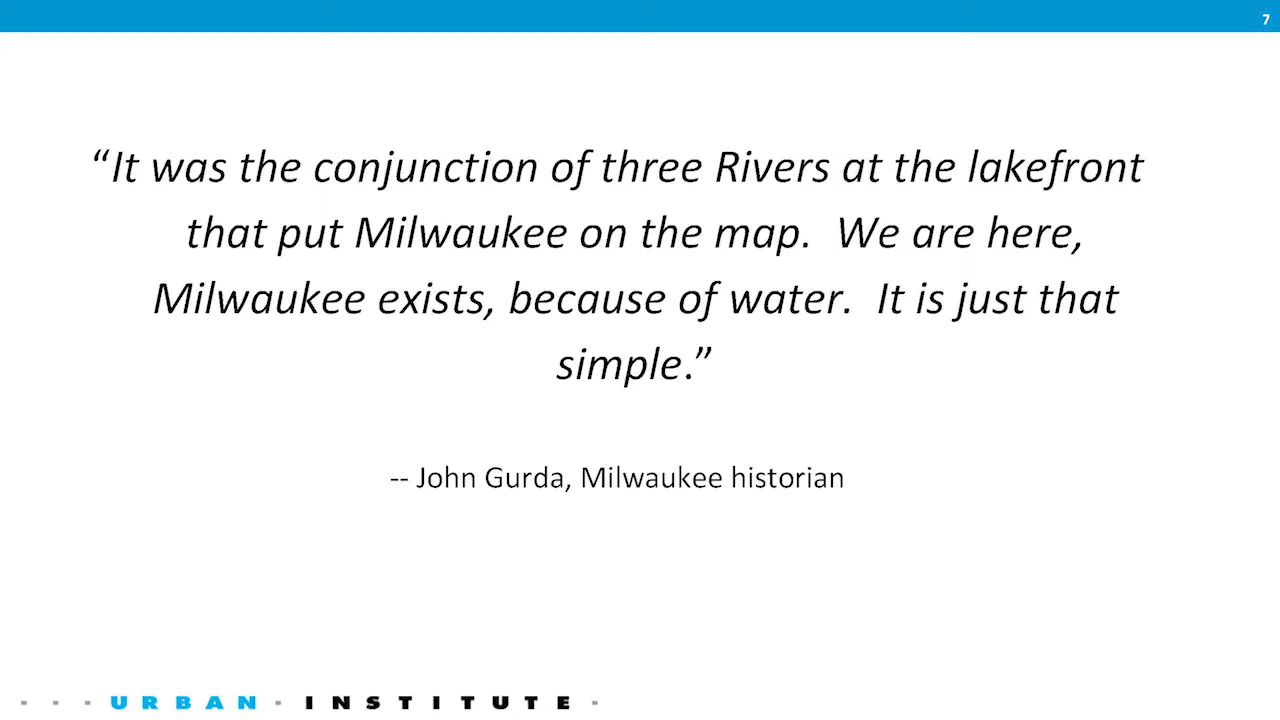 7
“It was the conjunction of three Rivers at the lakefront
that put Milwaukee on the map.  We are here,
Milwaukee exists, because of water.  It is just that
simple.”
-- John Gurda, Milwaukee historian
- - - URBAN - INSTITUTE -